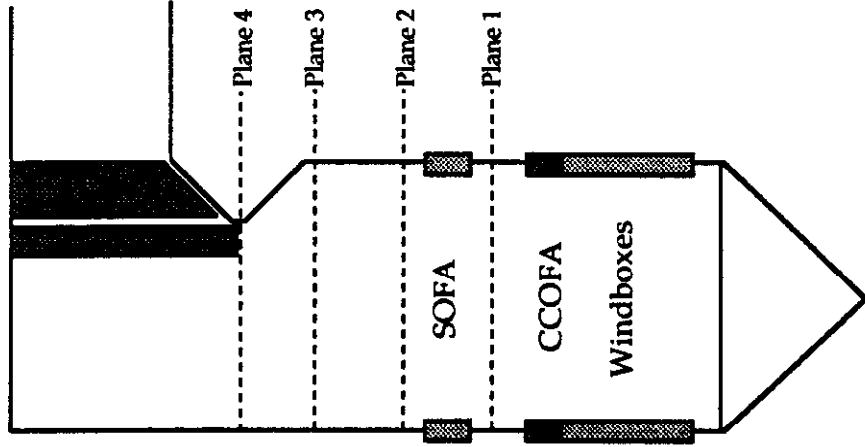 Plane 4
Plane 3
Plane 2
Plane 1
SOFA
CCOFA
Windboxes